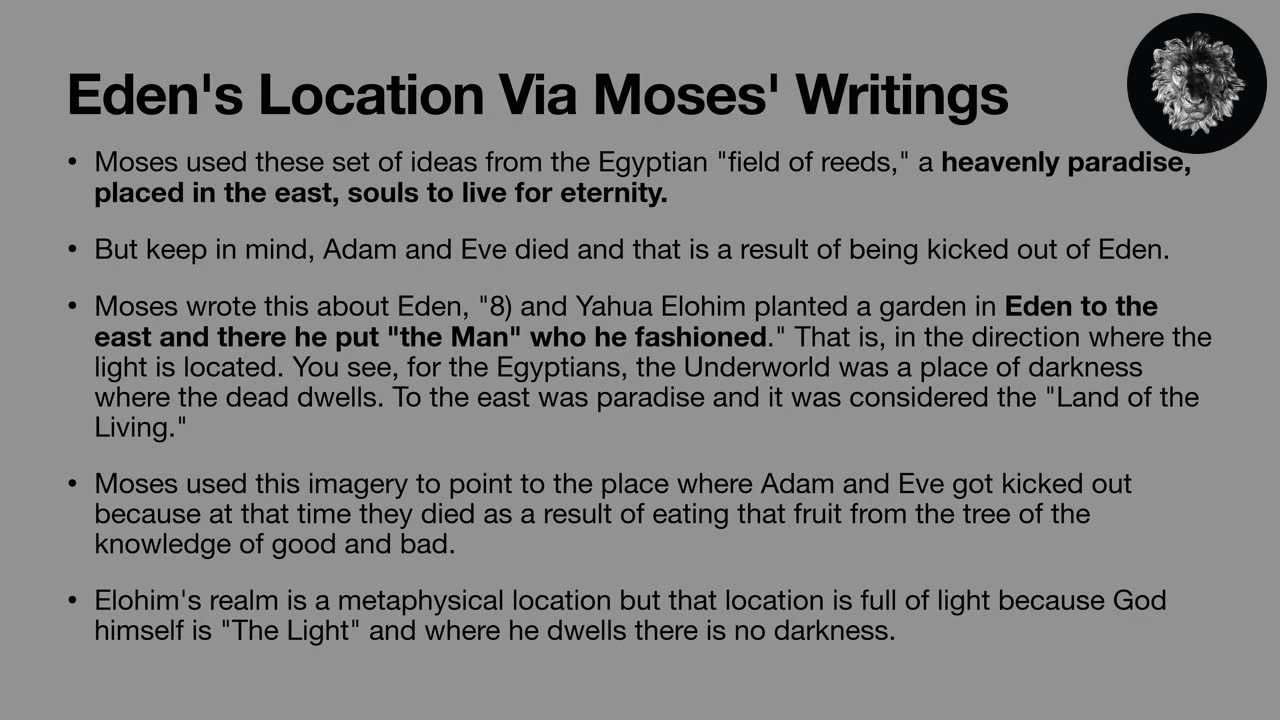 Eden's Location Via Moses' Writings
• Moses used these set of ideas from the Egyptian "field of reeds," a heavenly paradise,
placed in the east, souls to live for eternity.
• But keep in mind, Adam and Eve died and that is a result of being kicked out of Eden.
• Moses wrote this about Eden, "8) and Yahua Elohim planted a garden in Eden to the
east and there he put "the Man" who he fashioned." That is, in the direction where the
light is located. You see, for the Egyptians, the Underworld was a place of darkness
where the dead dwells. To the east was paradise and it was considered the "Land of the
Living."
• Moses used this imagery to point to the place where Adam and Eve got kicked out
because at that time they died as a result of eating that fruit from the tree of the
knowledge of good and bad.
• Elohim's realm is a metaphysical location but that location is full of light because God
himself is "The Light" and where he dwells there is no darkness.